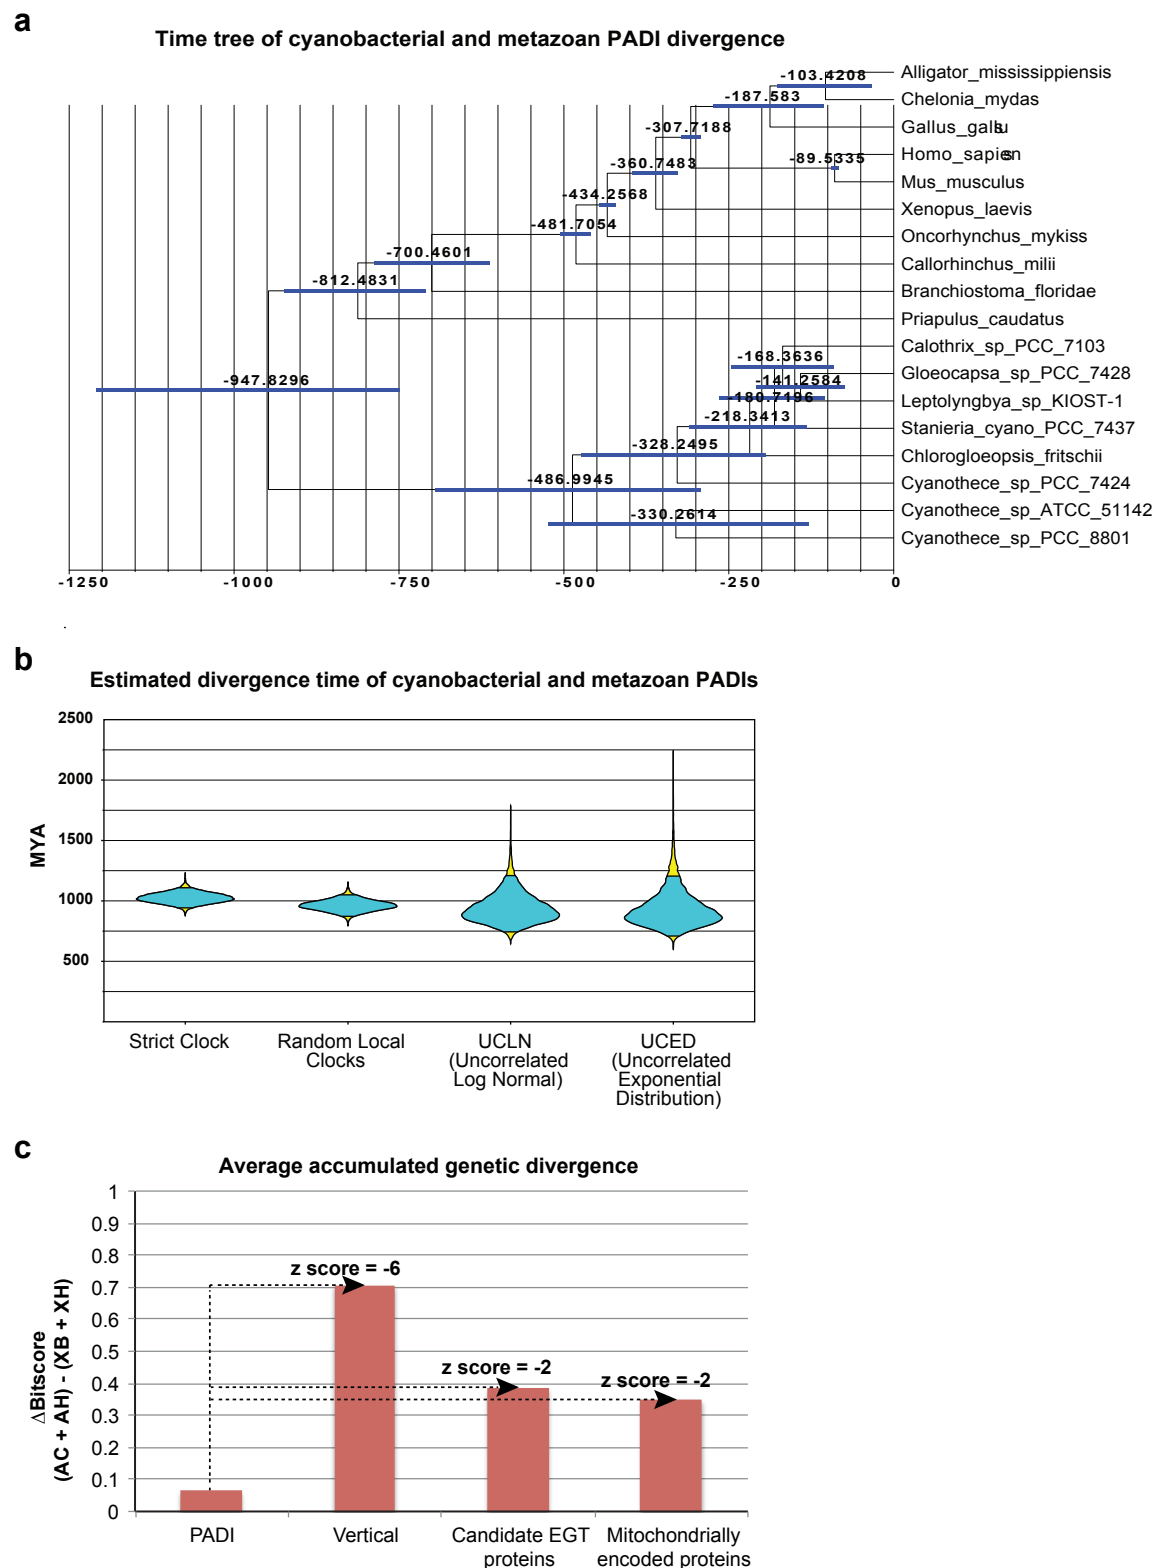 a
Time tree of cyanobacterial and metazoan PADI divergence
-103.4208
Alligator_mississippiensis
-187.583
Chelonia_mydas
-307.7188
Gallus_gallu
-89.5335
Homo_sapien
-360.7483
Mus_musculus
-434.2568
Xenopus_laevis
-481.7054
Oncorhynchus_mykiss
-700.4601
Callorhinchus_milii
-812.4831
Branchiostoma_floridae
Priapulus_caudatus
-168.3636
Calothrix_sp_PCC_7103
-947.8296
-141.2584
Gloeocapsa_sp_PCC_7428
-180.7196
Leptolyngbya_sp_KIOST-1
-218.3413
Stanieria_cyano_PCC_7437
-328.2495
Chlorogloeopsis_fritschii
-486.9945
Cyanothece_sp_PCC_7424
-330.2614
Cyanothece_sp_ATCC_51142
Cyanothece_sp_PCC_8801
-1250 -1000 -750 -500 -250 0
b
Estimated divergence time of cyanobacterial and metazoan PADIs
2500
2000
1500
1000
500
MYA
Strict Clock
Random Local
Clocks
UCLN
(Uncorrelated
Log Normal)
UCED
(Uncorrelated
Exponential
Distribution)
c
Average accumulated genetic divergence
1
0.9
0.8
0.7
0.6
0.5
0.4
0.3
0.2
0.1
0
ΔBitscore
(AC + AH) - (XB + XH)
z score = -6
z score = -2
z score = -2
PADI
Vertical
Candidate EGT
proteins
Mitochondrially
encoded proteins